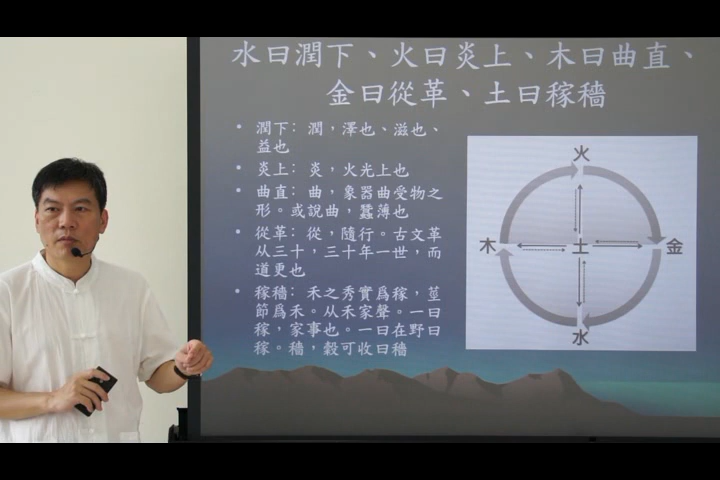 水曰潤下、火曰炎上、木曰曲直、
金曰從革、土曰稼穡
• 潤下：潤，澤也、滋也、
益也
• 炎上：炎，火光上也
• 曲直：曲，象器曲受物之
形。或說曲，蠶薄也
• 從革：從，隨行。古文革
从三十，三十年一世，而
道更也
• 稼穡：禾之秀實爲稼，莖
節爲禾。从禾家聲。一曰
稼，家事也。一曰在野曰
稼。穡，穀可收曰穡
火
木
土
金
水